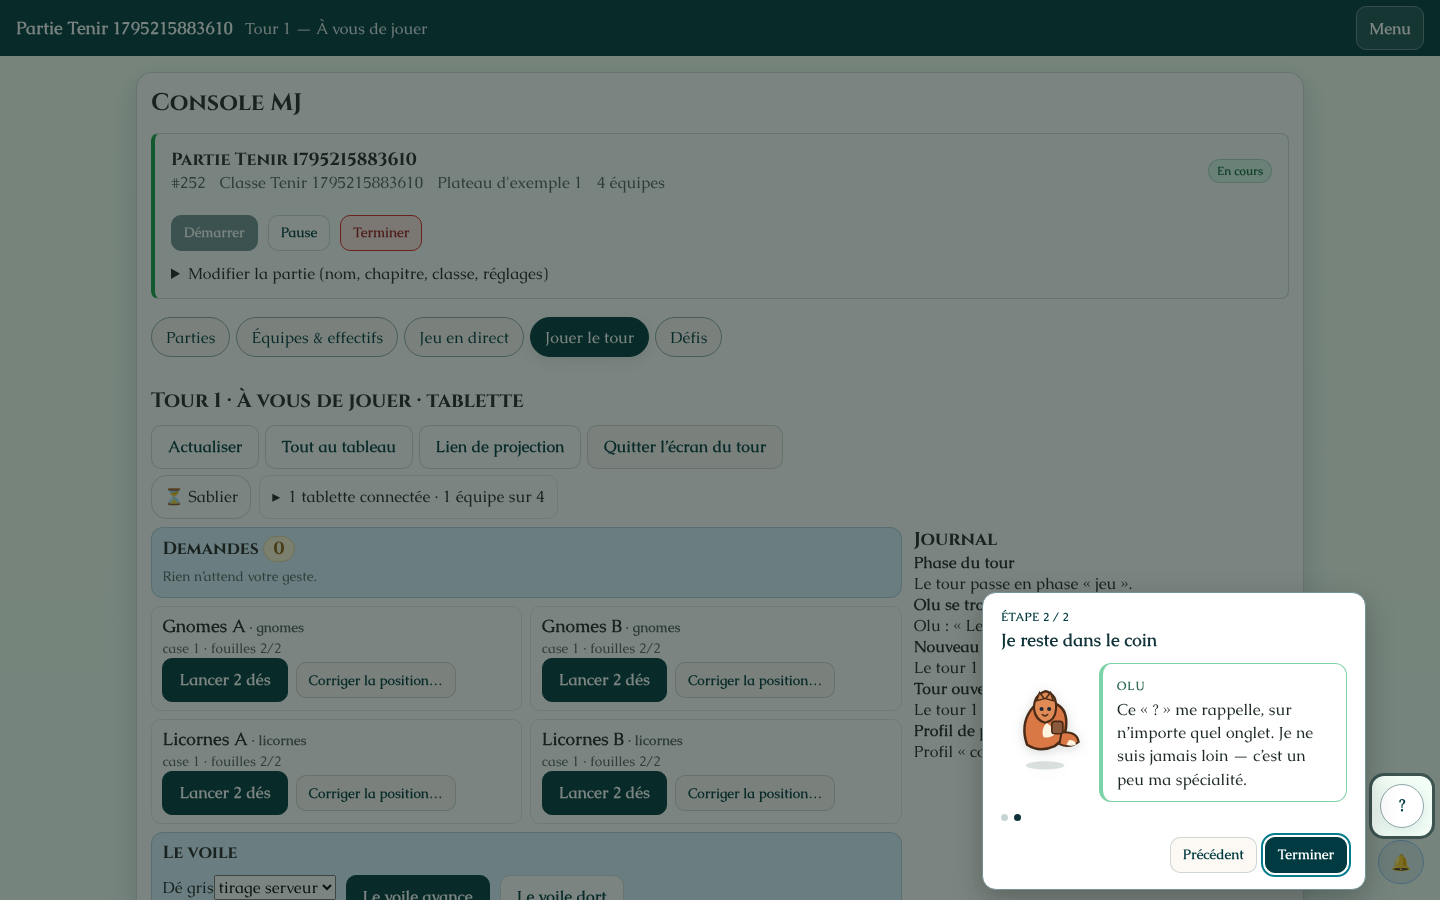 Partie Tenir 1795215883610 Tour 1 — À vous de jouer Menu
Console MJ
Partie Tenir 1795215883610
#252 Classe Tenir 1795215883610 Plateau d'exemple 1 4 équipes
En cours
Démarrer Pause Terminer
▶ Modifier la partie (nom, chapitre, classe, réglages)
Parties Équipes & effectifs Jeu en direct Jouer le tour Défis
Tour 1 · À vous de jouer · tablette
Actualiser Tout au tableau Lien de projection Quitter l’écran du tour
⏳ Sablier ▸ 1 tablette connectée · 1 équipe sur 4
Demandes 0
Rien n’attend votre geste.
Gnomes A · gnomes
case 1 · fouilles 2/2
Lancer 2 dés Corriger la position…
Gnomes B · gnomes
case 1 · fouilles 2/2
Lancer 2 dés Corriger la position…
Licornes A · licornes
case 1 · fouilles 2/2
Lancer 2 dés Corriger la position…
Licornes B · licornes
case 1 · fouilles 2/2
Lancer 2 dés Corriger la position…
Le voile
Dé gris tirage serveur Le voile avance Le voile dort
Journal
Phase du tour
Le tour passe en phase « jeu ».
Olu se
Olu : « Le
Nouveau
Le tour 1
Tour
Le tour 1
Profil de
Profil «
Étape 2 / 2
Je reste dans le coin
OLU
Ce « ? » me rappelle, sur
n’importe quel onglet. Je ne
suis jamais loin — c’est un
peu ma spécialité.
Précédent Terminer
?